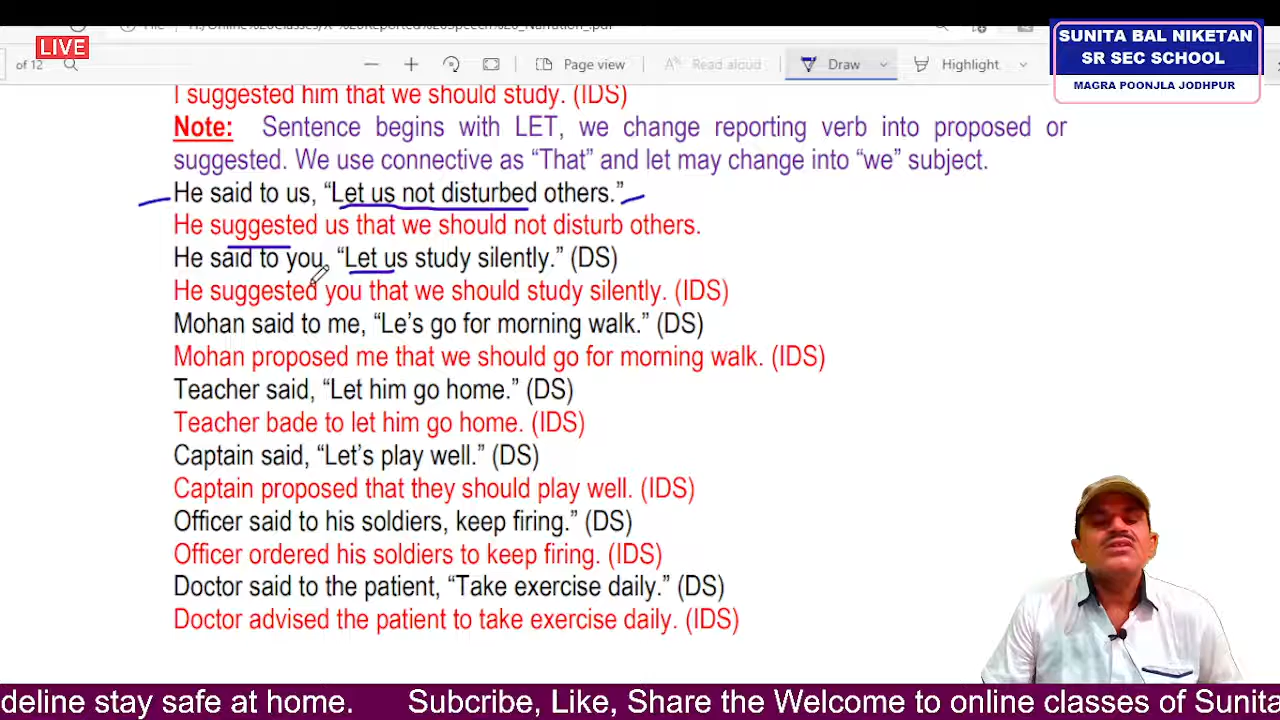 LIVE
SUNITA BAL NIKETAN
SR SEC SCHOOL
MAGRA POONJLA JODHPUR
of 12
Page view
Read aloud
Draw
Highlight
I suggested him that we should study. (IDS)
Note: Sentence begins with LET, we change reporting verb into proposed or
suggested. We use connective as “That” and let may change into “we” subject.
He said to us, “Let us not disturbed others.”
He suggested us that we should not disturb others.
He said to you, “Let us study silently.” (DS)
He suggested you that we should study silently. (IDS)
Mohan said to me, “Le’s go for morning walk.” (DS)
Mohan proposed me that we should go for morning walk. (IDS)
Teacher said, “Let him go home.” (DS)
Teacher bade to let him go home. (IDS)
Captain said, “Let’s play well.” (DS)
Captain proposed that they should play well. (IDS)
Officer said to his soldiers, keep firing.” (DS)
Officer ordered his soldiers to keep firing. (IDS)
Doctor said to the patient, “Take exercise daily.” (DS)
Doctor advised the patient to take exercise daily. (IDS)
deline stay safe at home. Subcribe, Like, Share the Welcome to online classes of Sunita